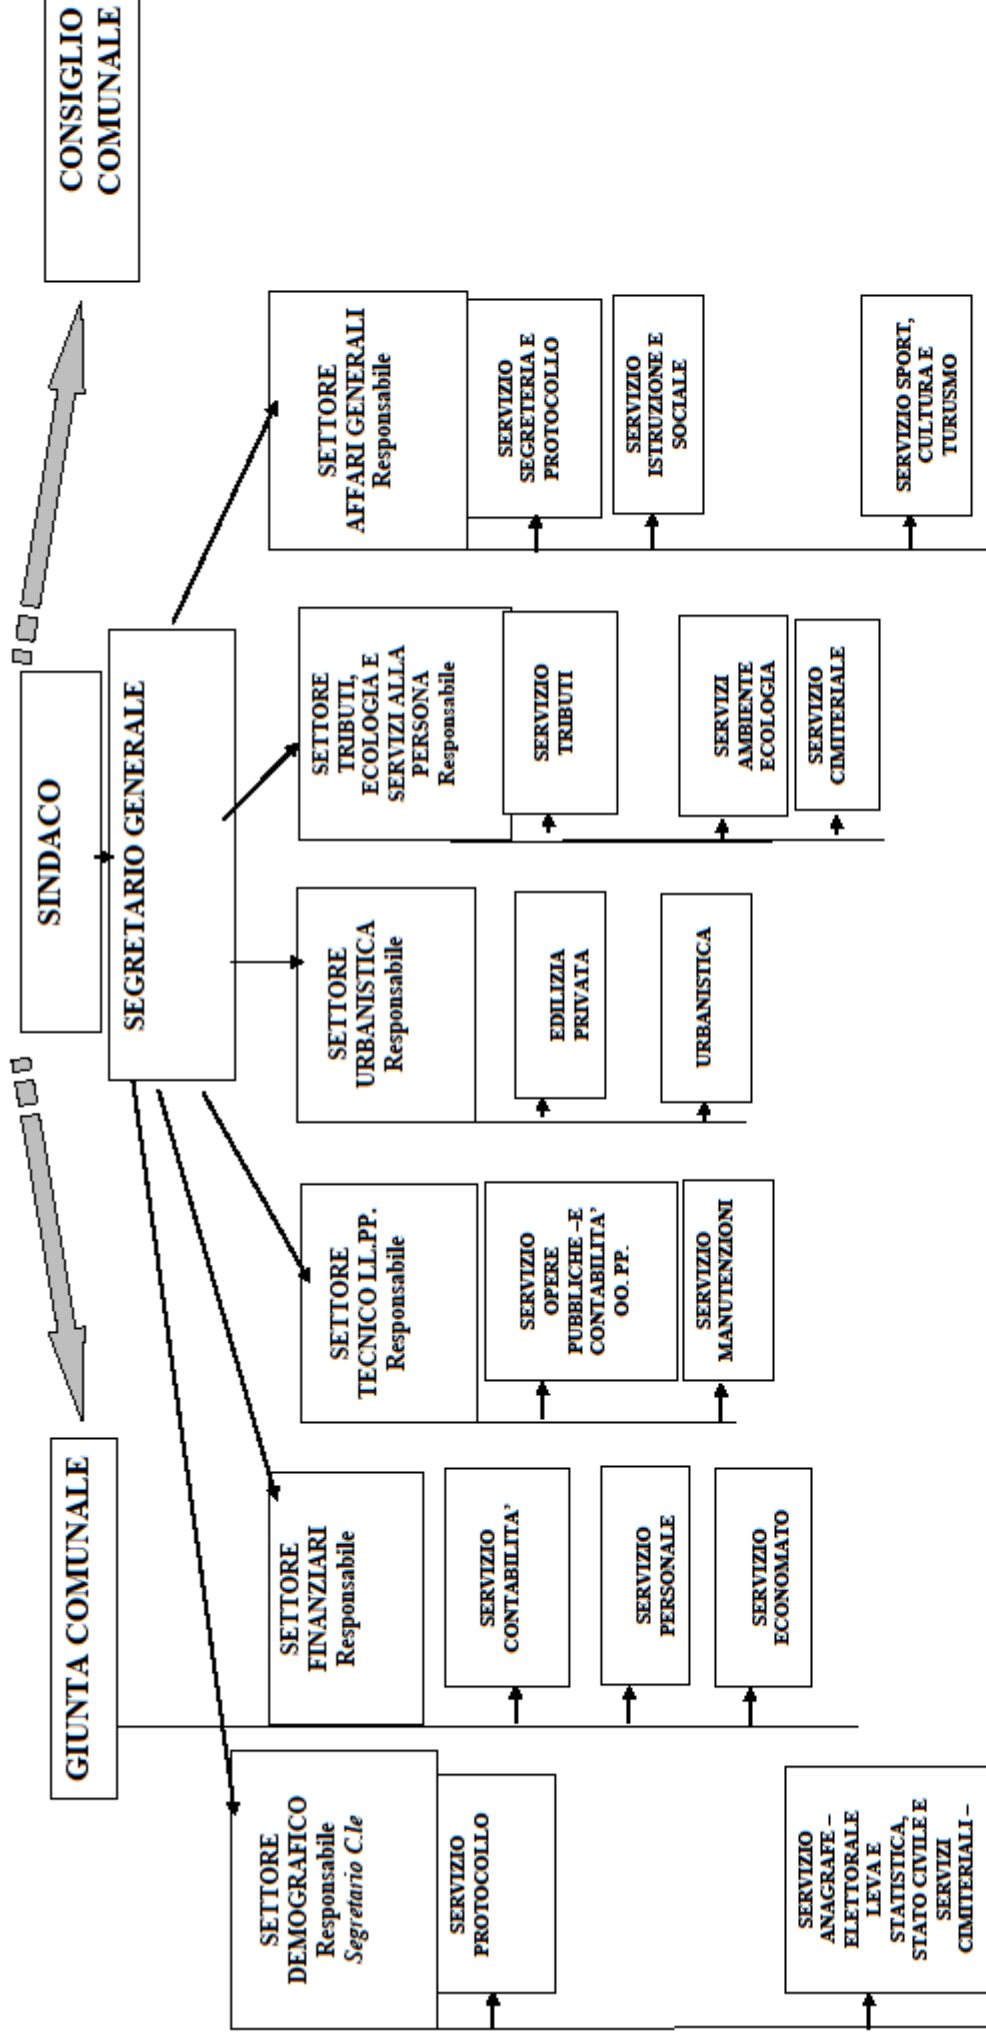 SINDACO
SEGRETARIO GENERALE
GIUNTA COMUNALE
CONSIGLIO
COMUNALE
SETTORE
DEMOGRAFICO
Responsabile
Segretario C.le
SERVIZIO
PROTOCOLLO
SERVIZIO
ANAGRAFE –
ELETTORALE
LEVA E
STATISTICA,
STATO CIVILE E
SERVIZI
CIMITERIALI –
SETTORE
FINANZIARI
Responsabile
SERVIZIO
CONTABILITA’
SERVIZIO
PERSONALE
SERVIZIO
ECONOMATO
SETTORE
TECNICO LL.PP.
Responsabile
SERVIZIO
OPERE
PUBBLICHE –E
CONTABILITA’
OO. PP.
SERVIZIO
MANUTENZIONI
SETTORE
URBANISTICA
Responsabile
EDILIZIA
PRIVATA
URBANISTICA
SETTORE
TRIBUTI,
ECOLOGIA E
SERVIZI ALLA
PERSONA
Responsabile
SERVIZIO
TRIBUTI
SERVIZI
AMBIENTE
ECOLOGIA
SERVIZIO
CIMITERIALE
SETTORE
AFFARI GENERALI
Responsabile
SERVIZIO
SEGRETERIA E
PROTOCOLLO
SERVIZIO
ISTRUZIONE E
SOCIALE
SERVIZIO SPORT,
CULTURA E
TURUSMO